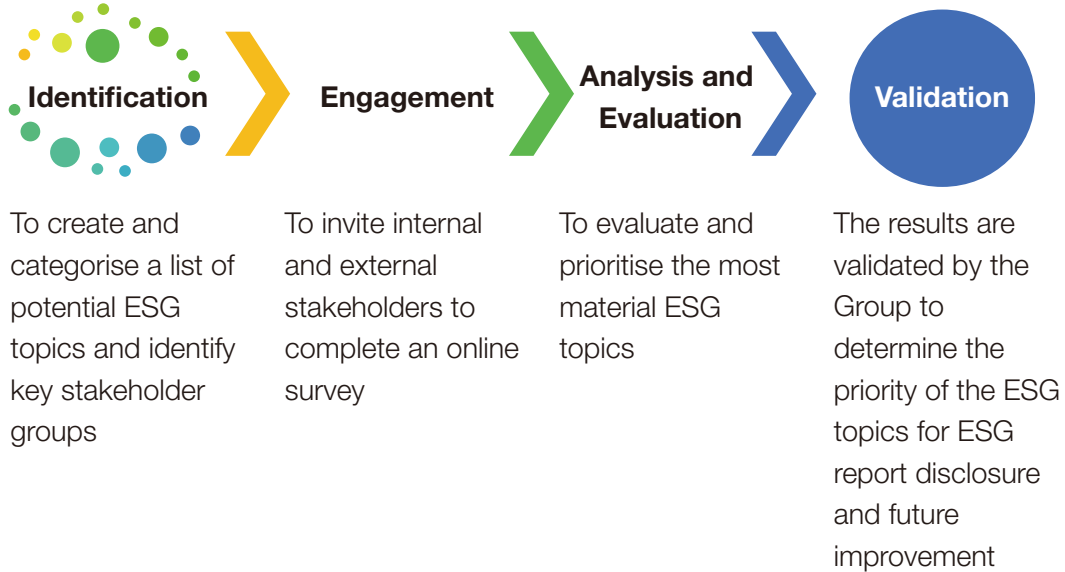 Identification
Engagement
Analysis and
Evaluation
Validation
To create and
categorise a list of
potential ESG
topics and identify
key stakeholder
groups
To invite internal
and external
stakeholders to
complete an online
survey
To evaluate and
prioritise the most
material ESG
topics
The results are
validated by the
Group to
determine the
priority of the ESG
topics for ESG
report disclosure
and future
improvement